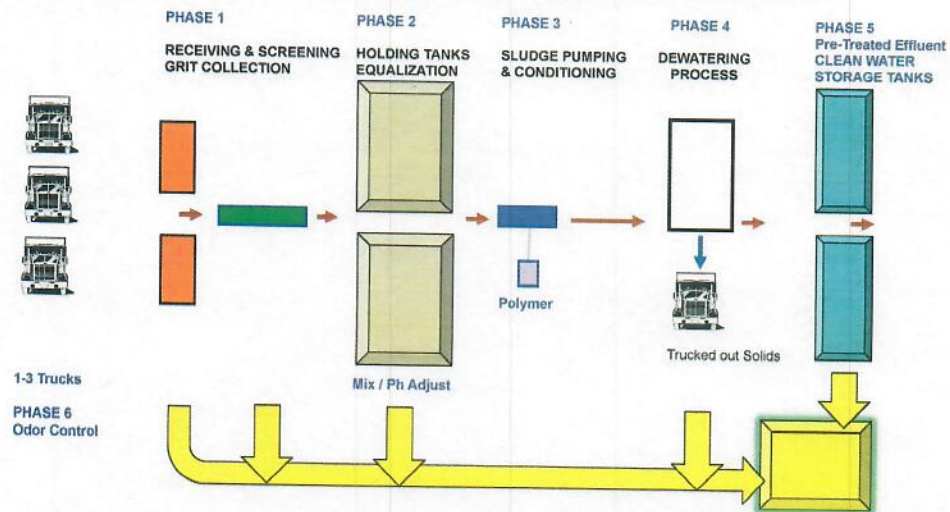 PHASE 1
RECEIVING & SCREENING
GRIT COLLECTION
PHASE 2
HOLDING TANKS
EQUALIZATION
PHASE 3
SLUDGE PUMPING
& CONDITIONING
PHASE 4
DEWATERING
PROCESS
PHASE 5
Pre-Treated Effluent
CLEAN WATER
STORAGE TANKS
Polymer
Trucked out Solids
1-3 Trucks
Mix / Ph Adjust
PHASE 6
Odor Control